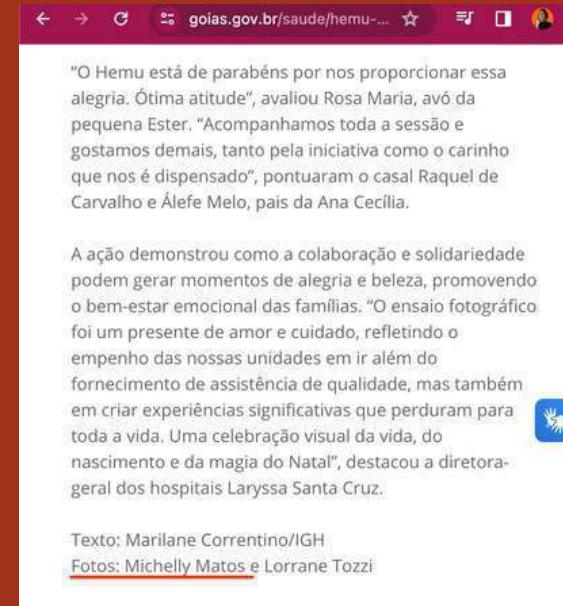 goias.gov.br/saude/hemu-...
“O Hemu está de parabéns por nos proporcionar essa
alegria. Ótima atitude”, avaliou Rosa Maria, avó da
pequena Ester. “Acompanhamos toda a sessão e
gostamos demais, tanto pela iniciativa como o carinho
que nos é dispensado”, pontuaram o casal Raquel de
Carvalho e Álefe Melo, pais da Ana Cecília.
A ação demonstrou como a colaboração e solidariedade
podem gerar momentos de alegria e beleza, promovendo
o bem-estar emocional das famílias. “O ensaio fotográfico
foi um presente de amor e cuidado, refletindo o
empenho das nossas unidades em ir além do
fornecimento de assistência de qualidade, mas também
em criar experiências significativas que perduram para
toda a vida. Uma celebração visual da vida, do
nascimento e da magia do Natal”, destacou a diretora-
geral dos hospitais Laryssa Santa Cruz.
Texto: Marilane Correntino/IGH
Fotos: Michelly Matos e Lorrane Tozzi